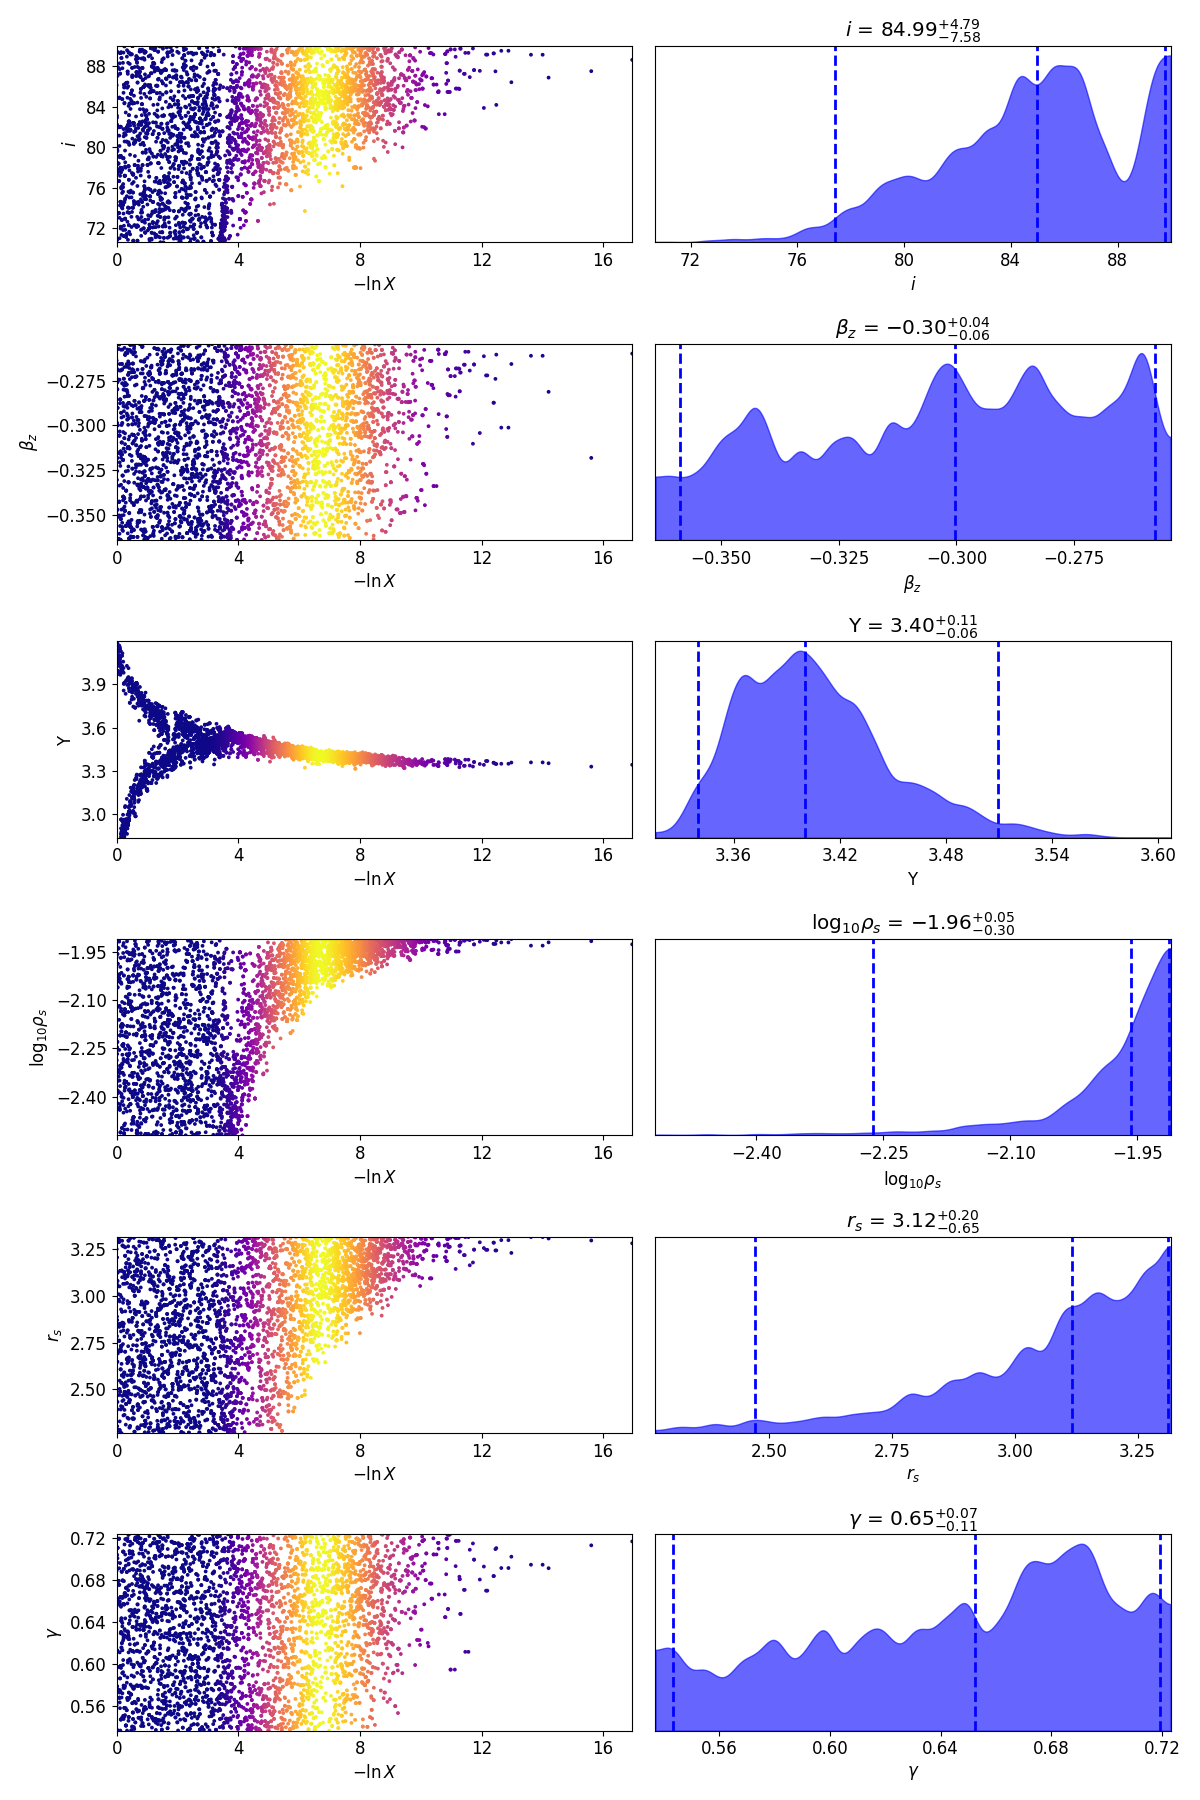 i = 84.99+4.79−7.58
88
84
80
76
72
i
0 4 8 12 16
−ln X
72 76 80 84 88
i
βz = −0.30+0.04−0.06
−0.275
−0.300
−0.325
−0.350
βz
0 4 8 12 16
−ln X
−0.350 −0.325 −0.300 −0.275
βz
Y = 3.40+0.11−0.06
3.9
3.6
3.3
3.0
Y
0 4 8 12 16
−ln X
3.36 3.42 3.48 3.54 3.60
Y
log10ρs = −1.96+0.05−0.30
−1.95
−2.10
−2.25
−2.40
log10ρs
0 4 8 12 16
−ln X
−2.40 −2.25 −2.10 −1.95
log10ρs
rs = 3.12+0.20−0.65
3.25
3.00
2.75
2.50
rs
0 4 8 12 16
−ln X
2.50 2.75 3.00 3.25
rs
γ = 0.65+0.07−0.11
0.72
0.68
0.64
0.60
0.56
γ
0 4 8 12 16
−ln X
0.56 0.60 0.64 0.68 0.72
γ